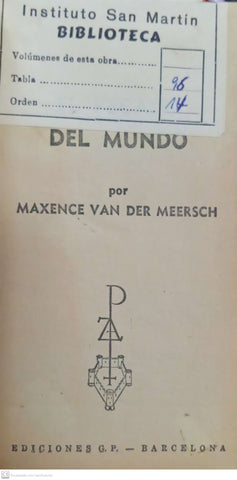 Instituto San Martín
BIBLIOTECA
Volúmenes de esta obra
Tabla 96
Orden 14
DEL MUNDO
por
MAXENCE VAN DER MEERSCH
P
Z A
EDICIONES G.P. — BARCELONA